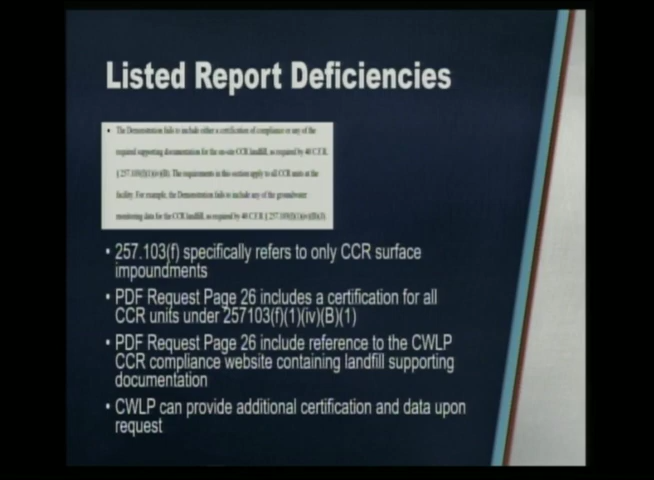 Listed Report Deficiencies
• The Demonstration fails to include either a certification of compliance or any of the
required supporting documentation for the on-site CCR landfill, as required by 40 C.F.R.
§ 257.103(f)(1)(iv)(B). The requirements in this section apply to all CCR units at the
facility. For example, the Demonstration fails to include any of the groundwater
monitoring data for the CCR landfill, as required by 40 C.F.R. § 257.103(f)(1)(iv)(B)(3).
• 257.103(f) specifically refers to only CCR surface
impoundments
• PDF Request Page 26 includes a certification for all
CCR units under 257103(f)(1)(iv)(B)(1)
• PDF Request Page 26 include reference to the CWLP
CCR compliance website containing landfill supporting
documentation
• CWLP can provide additional certification and data upon
request